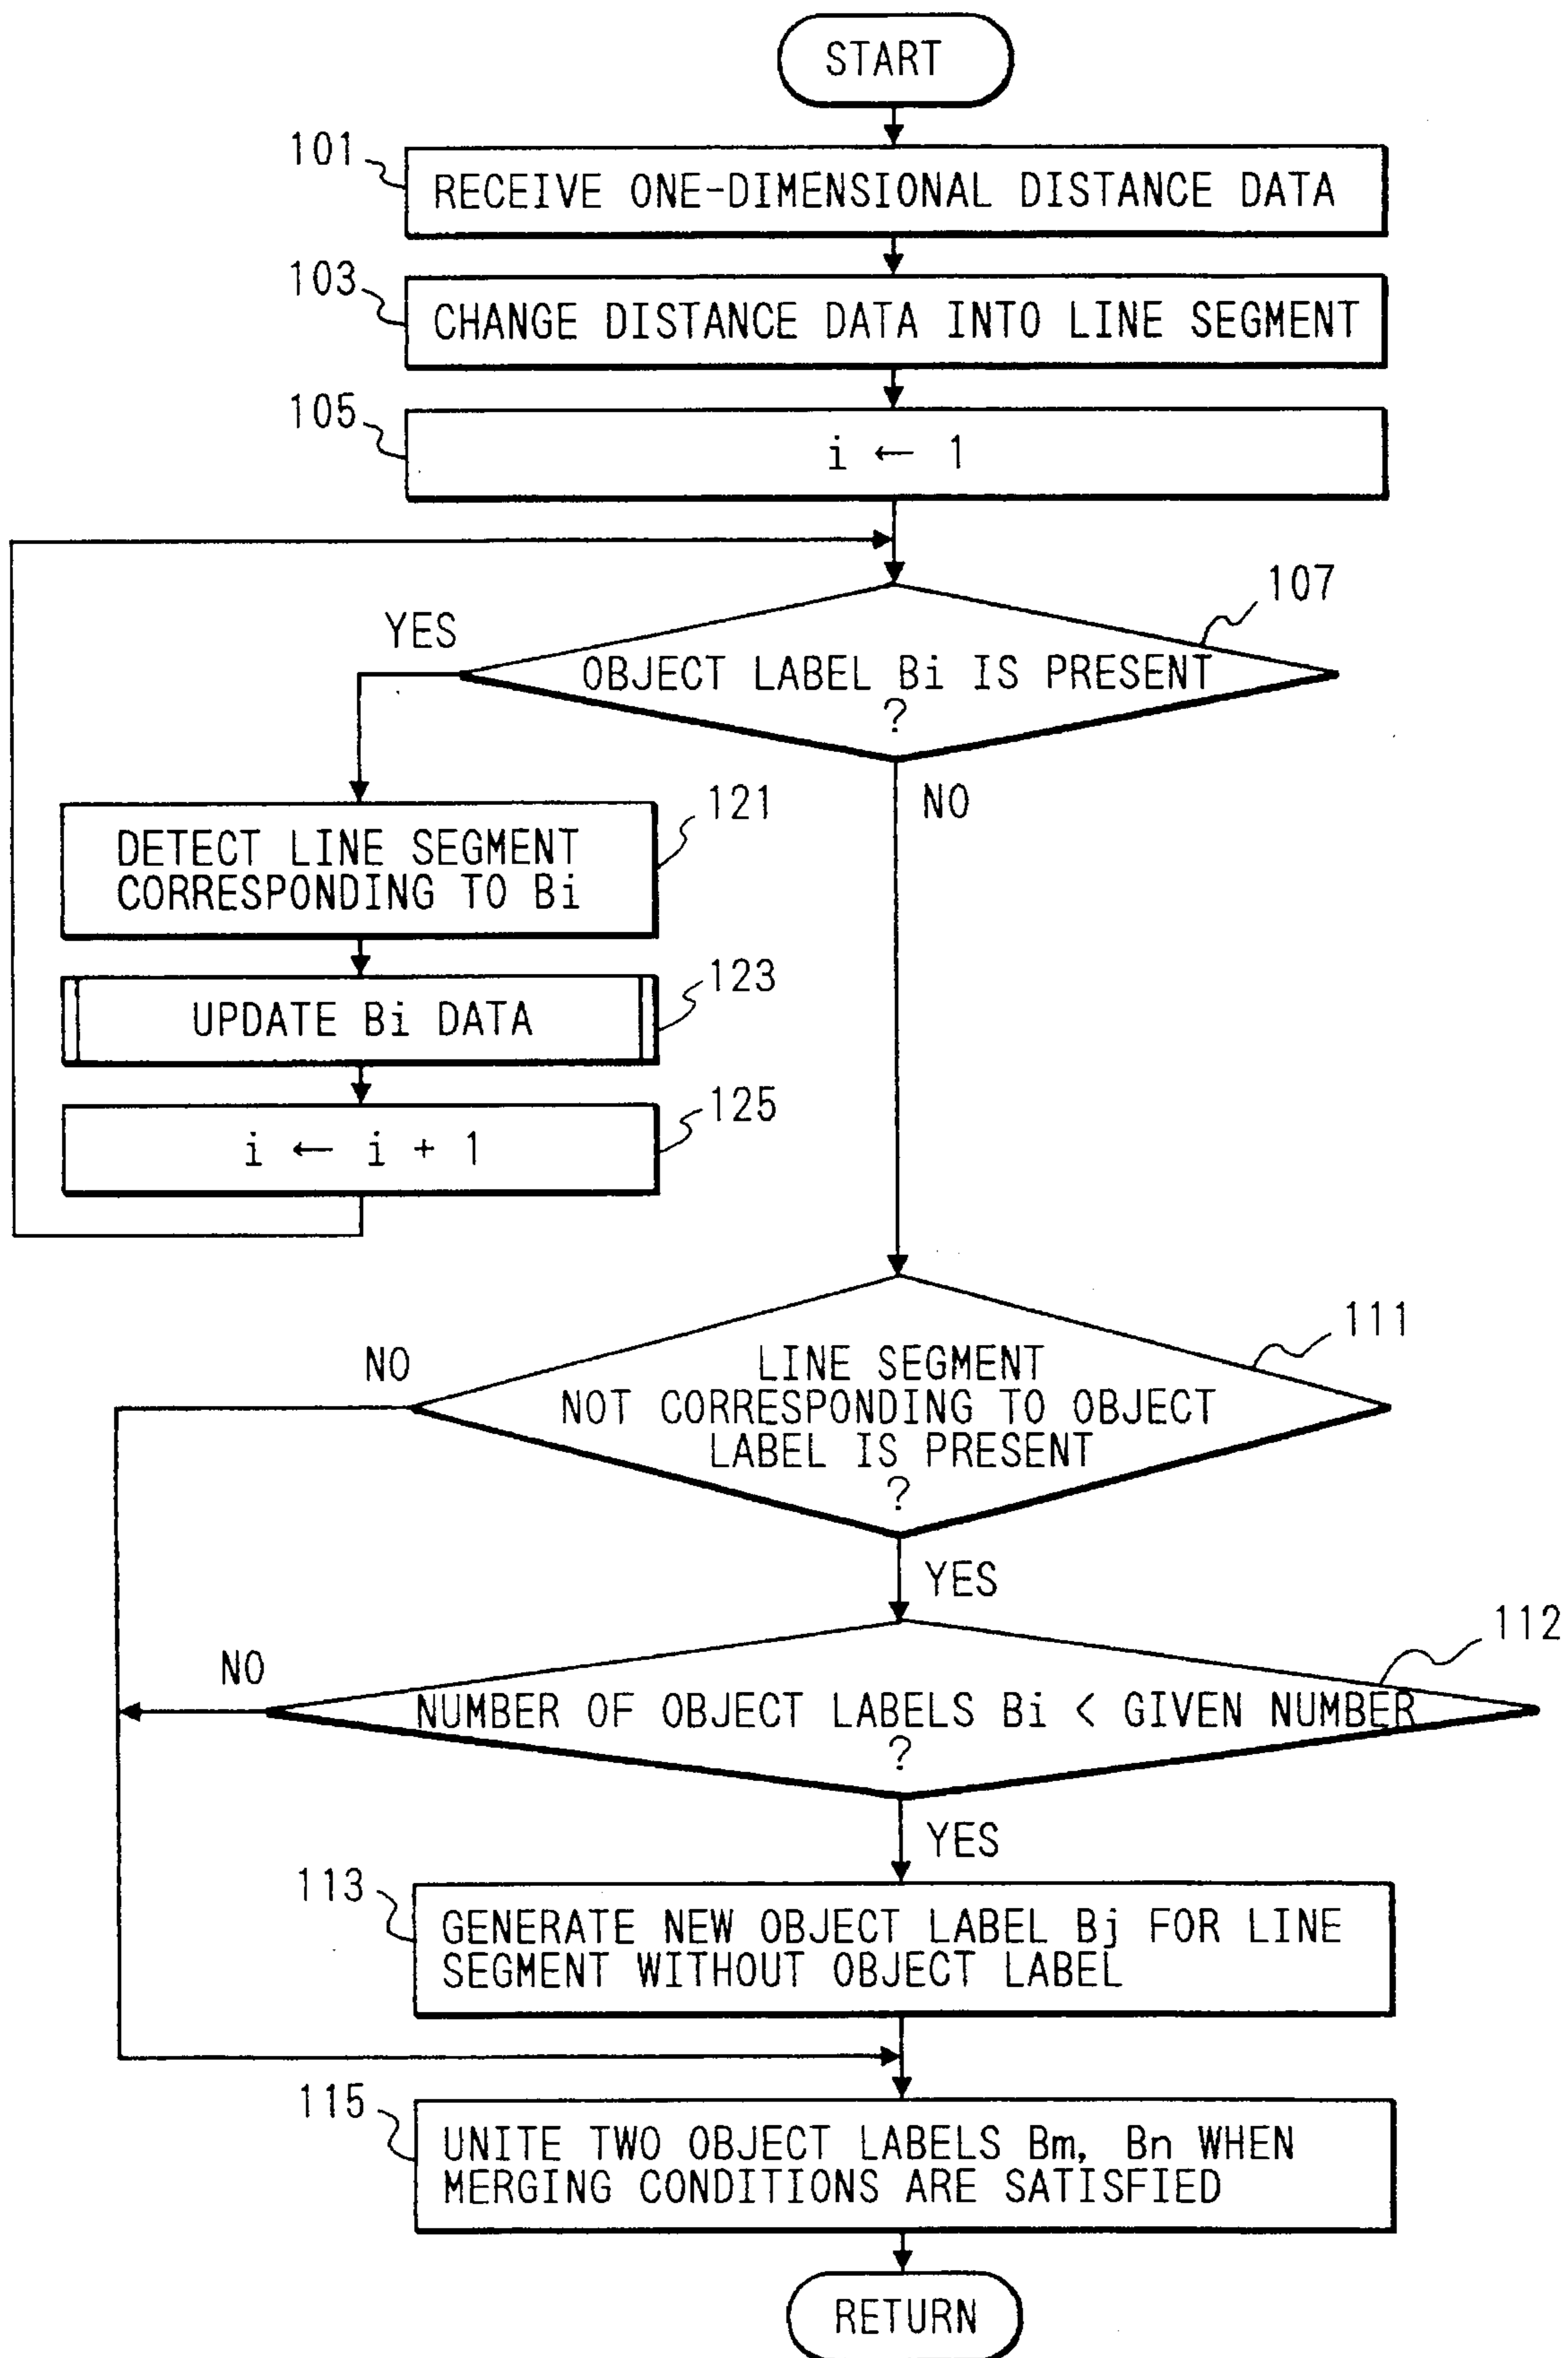 START
101
RECEIVE ONE-DIMENSIONAL DISTANCE DATA
103
CHANGE DISTANCE DATA INTO LINE SEGMENT
105
i ← 1
107
YES
OBJECT LABEL Bi IS PRESENT
?
NO
121
DETECT LINE SEGMENT
CORRESPONDING TO Bi
123
UPDATE Bi DATA
125
i ← i + 1
111
NO
LINE SEGMENT
NOT CORRESPONDING TO OBJECT
LABEL IS PRESENT
?
YES
112
NO
NUMBER OF OBJECT LABELS Bi < GIVEN NUMBER
?
YES
113
GENERATE NEW OBJECT LABEL Bj FOR LINE
SEGMENT WITHOUT OBJECT LABEL
115
UNITE TWO OBJECT LABELS Bm, Bn WHEN
MERGING CONDITIONS ARE SATISFIED
RETURN